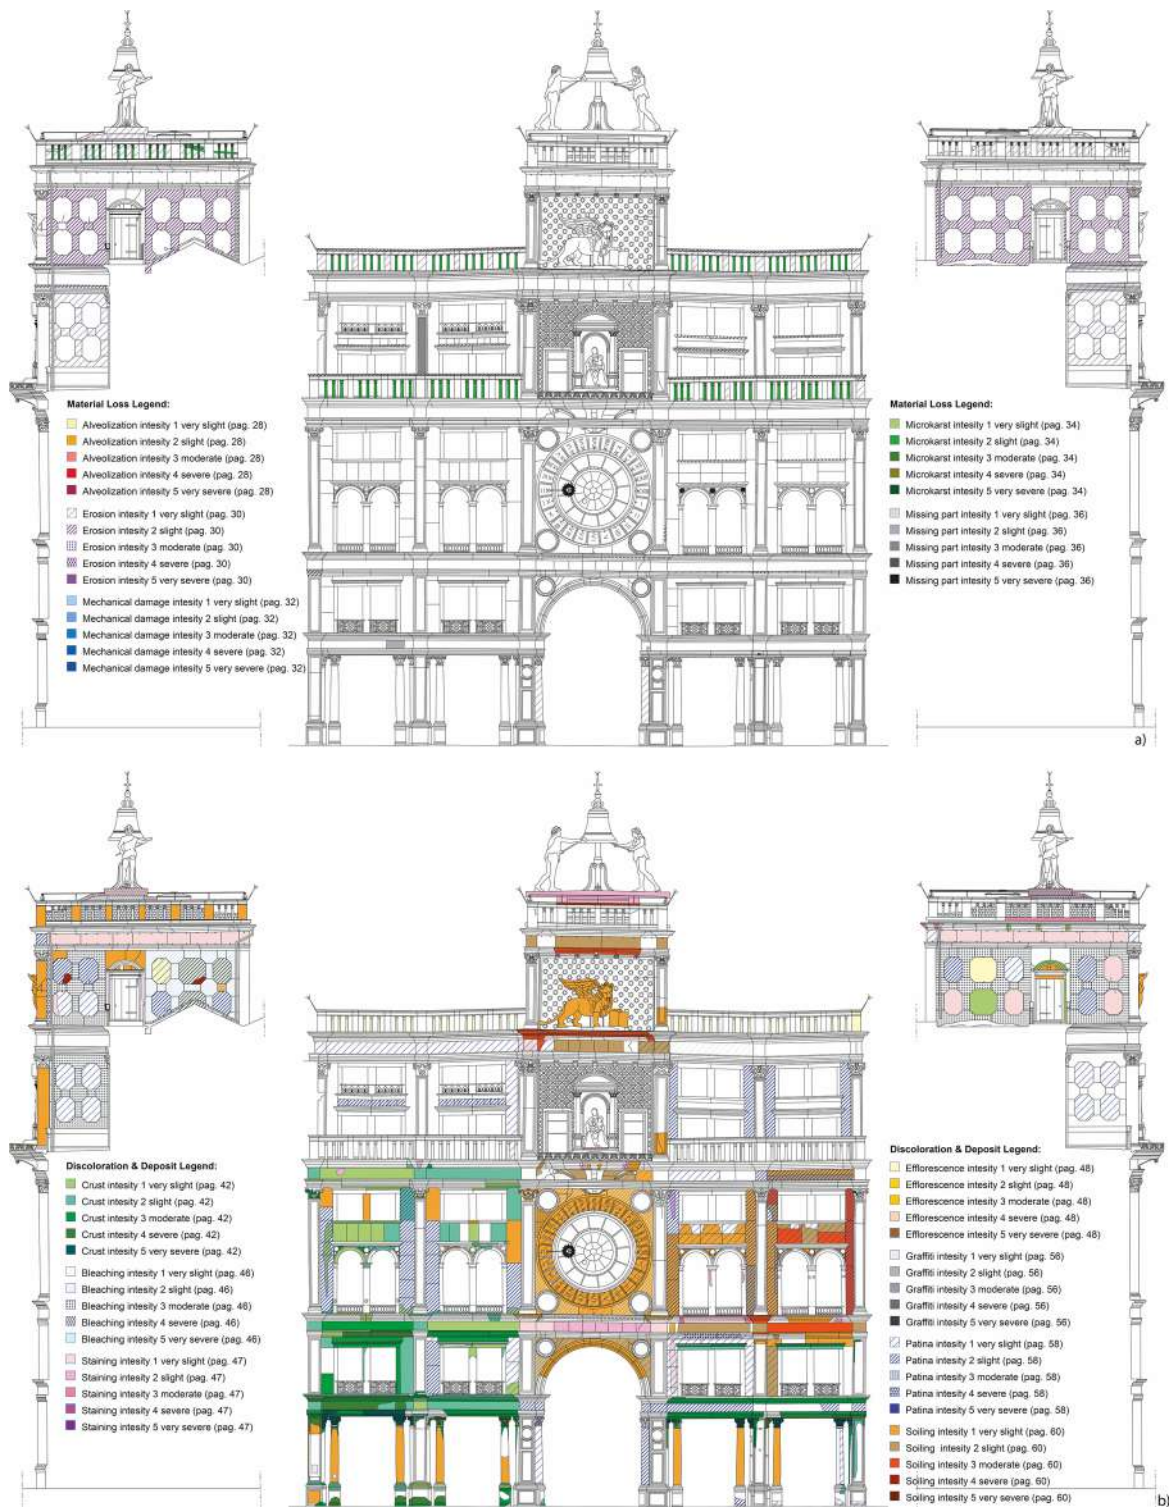 Material Loss Legend:
Alveolization intesity 1 very slight (pag. 28)
Alveolization intesity 2 slight (pag. 28)
Alveolization intesity 3 moderate (pag. 28)
Alveolization intesity 4 severe (pag. 28)
Alveolization intesity 5 very severe (pag. 28)
Erosion intesity 1 very slight (pag. 30)
Erosion intesity 2 slight (pag. 30)
Erosion intesity 3 moderate (pag. 30)
Erosion intesity 4 severe (pag. 30)
Erosion intesity 5 very severe (pag. 30)
Mechanical damage intesity 1 very slight (pag. 32)
Mechanical damage intesity 2 slight (pag. 32)
Mechanical damage intesity 3 moderate (pag. 32)
Mechanical damage intesity 4 severe (pag. 32)
Mechanical damage intesity 5 very severe (pag. 32)
Material Loss Legend:
Microkarst intesity 1 very slight (pag. 34)
Microkarst intesity 2 slight (pag. 34)
Microkarst intesity 3 moderate (pag. 34)
Microkarst intesity 4 severe (pag. 34)
Microkarst intesity 5 very severe (pag. 34)
Missing part intesity 1 very slight (pag. 36)
Missing part intesity 2 slight (pag. 36)
Missing part intesity 3 moderate (pag. 36)
Missing part intesity 4 severe (pag. 36)
Missing part intesity 5 very severe (pag. 36)
a)
Discoloration & Deposit Legend:
Crust intesity 1 very slight (pag. 42)
Crust intesity 2 slight (pag. 42)
Crust intesity 3 moderate (pag. 42)
Crust intesity 4 severe (pag. 42)
Crust intesity 5 very severe (pag. 42)
Bleaching intesity 1 very slight (pag. 46)
Bleaching intesity 2 slight (pag. 46)
Bleaching intesity 3 moderate (pag. 46)
Bleaching intesity 4 severe (pag. 46)
Bleaching intesity 5 very severe (pag. 46)
Staining intesity 1 very slight (pag. 47)
Staining intesity 2 slight (pag. 47)
Staining intesity 3 moderate (pag. 47)
Staining intesity 4 severe (pag. 47)
Staining intesity 5 very severe (pag. 47)
Discoloration & Deposit Legend:
Efflorescence intesity 1 very slight (pag. 48)
Efflorescence intesity 2 slight (pag. 48)
Efflorescence intesity 3 moderate (pag. 48)
Efflorescence intesity 4 severe (pag. 48)
Efflorescence intesity 5 very severe (pag. 48)
Graffiti intesity 1 very slight (pag. 56)
Graffiti intesity 2 slight (pag. 56)
Graffiti intesity 3 moderate (pag. 56)
Graffiti intesity 4 severe (pag. 56)
Graffiti intesity 5 very severe (pag. 56)
Patina intesity 1 very slight (pag. 58)
Patina intesity 2 slight (pag. 58)
Patina intesity 3 moderate (pag. 58)
Patina intesity 4 severe (pag. 58)
Patina intesity 5 very severe (pag. 58)
Soiling intesity 1 very slight (pag. 60)
Soiling intesity 2 slight (pag. 60)
Soiling intesity 3 moderate (pag. 60)
Soiling intesity 4 severe (pag. 60)
Soiling intesity 5 very severe (pag. 60)
b)